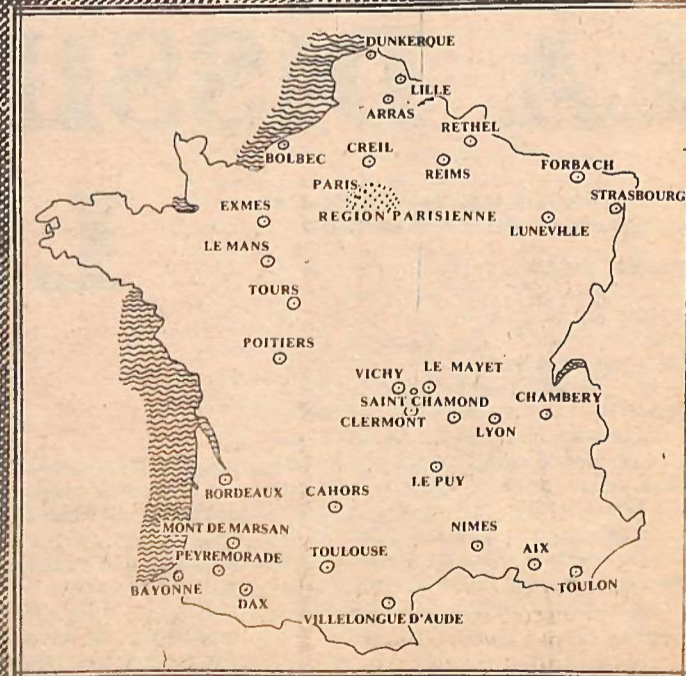 DUNKERQUE
LILLE
ARRAS
RETHEL
BOLBEC
CREIL
REIMS
FORBACH
PARIS
STRASBOURG
EXMES
REGION PARISIENNE
LUNEVILLE
LE MANS
TOURS
POITIERS
VICHY
LE MAYET
SAINT CHAMOND
CHAMBERY
CLERMONT
LYON
LE PUY
BORDEAUX
CAHORS
MONT DE MARSAN
NIMES
PEYREMORADE
TOULOUSE
AIX
BAYONNE
DAX
TOULON
VILLELONGUE D'AUDE